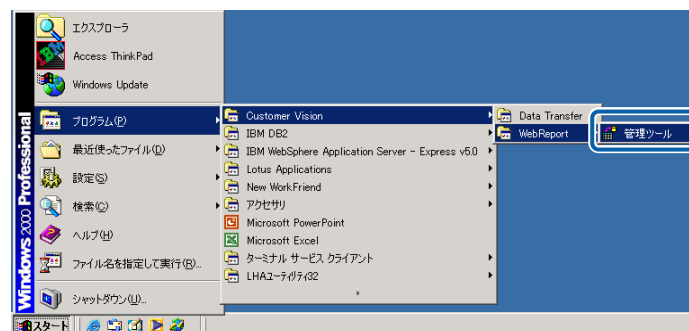 エクスプローラ
Access ThinkPad
Windows Update
プログラム(P)
最近使ったファイル(D)
設定(S)
検索(C)
ヘルプ(H)
ファイル名を指定して実行(R)...
シャットダウン(U)...
Windows 2000 Professional
スタート
Customer Vision
IBM DB2
IBM WebSphere Application Server - Express v5.0
Lotus Applications
New WorkFriend
アクセサリ
Microsoft PowerPoint
Microsoft Excel
ターミナル サービス クライアント
LHAユーティリティ32
Data Transfer
WebReport
管理ツール